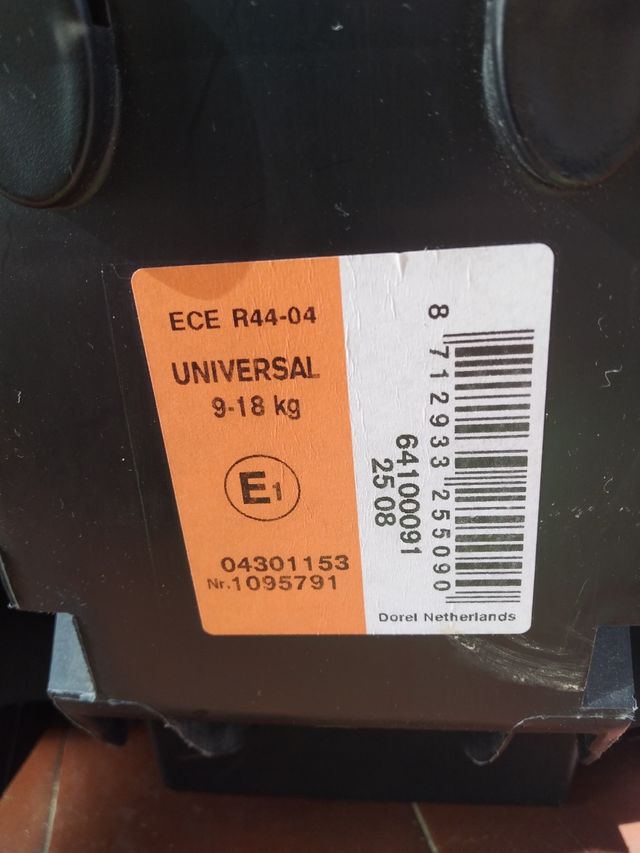 ECE R44-04
UNIVERSAL
9-18 kg
E1
04301153
Nr.1095791
8 712933 255090
64100091
25 08
Dorel Netherlands